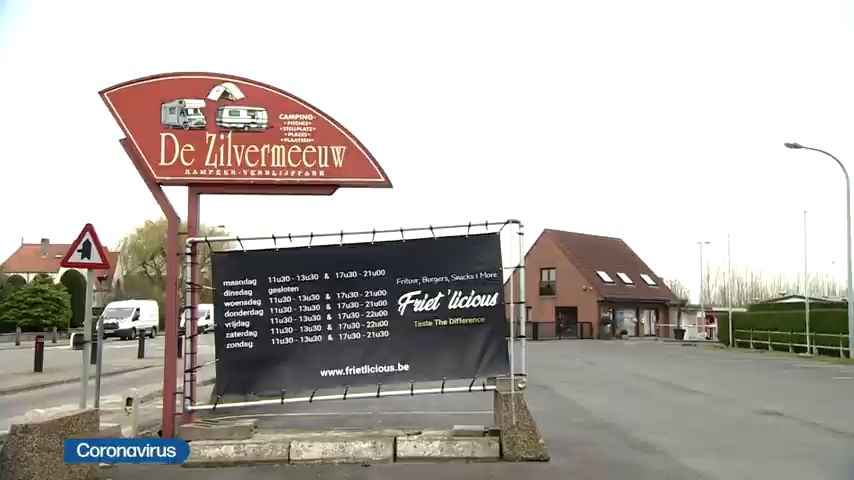 CAMPING
• PITCHES •
• STELLPLATZ •
• PLACES •
• PLAATSEN •
De Zilvermeeuw
KAMPEER-VERBLIJFPARK
maandag 11u30 - 13u30 & 17u30 - 21u00
dinsdag gesloten
woensdag 11u30 - 13u30 & 17u30 - 21u00
donderdag 11u30 - 13u30 & 17u30 - 21u00
vrijdag 11u30 - 13u30 & 17u30 - 22u00
zaterdag 11u30 - 13u30 & 17u30 - 22u00
zondag 11u30 - 13u30 & 17u30 - 21u30
Frituur, Burgers, Snacks & More
Friet'licious
Taste The Difference
www.frietlicious.be
Coronavirus